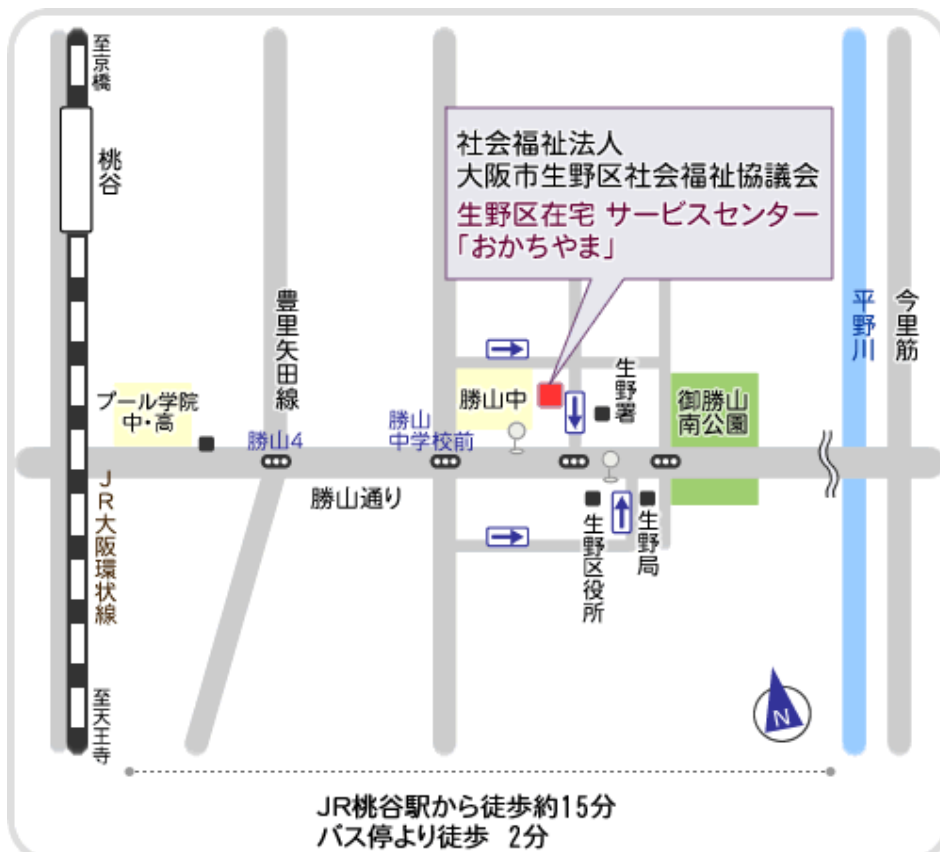 至京橋
桃谷
社会福祉法人
大阪市生野区社会福祉協議会
生野区在宅 サービスセンター
「おかちやま」
豊里矢田線
平野川
今里筋
プール学院
中・高
勝山中
生野署
御勝山
南公園
勝山4
勝山
中学校前
勝山通り
JR大阪環状線
生野区役所
生野局
至天王寺
N
JR桃谷駅から徒歩約15分
バス停より徒歩 2分